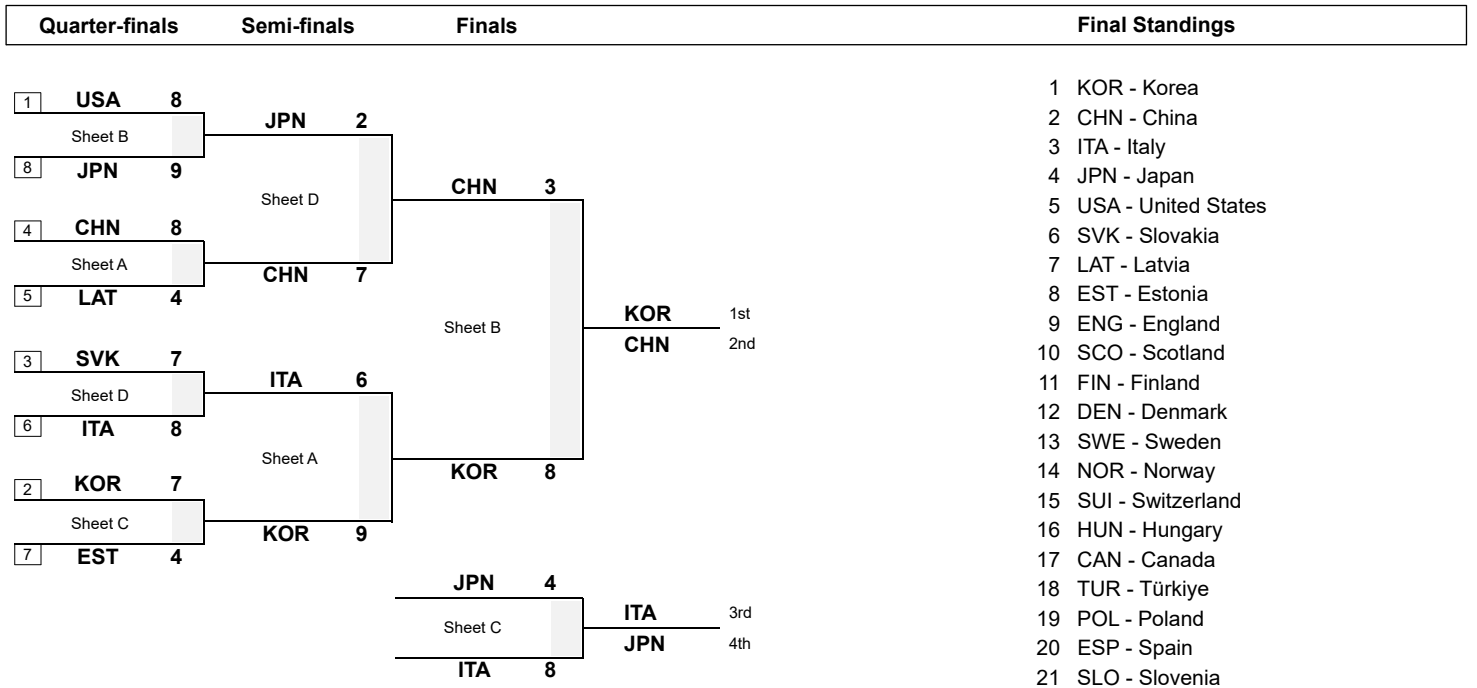 Quarter-finals Semi-finals Finals Final Standings
1 USA 8
Sheet B
8 JPN 9
4 CHN 8
Sheet A
5 LAT 4
3 SVK 7
Sheet D
6 ITA 8
2 KOR 7
Sheet C
7 EST 4
JPN 2
Sheet D
CHN 7
ITA 6
Sheet A
KOR 9
CHN 3
Sheet B
KOR 8
KOR 1st
CHN 2nd
JPN 4
Sheet C
ITA 8
ITA 3rd
JPN 4th
1 KOR - Korea
2 CHN - China
3 ITA - Italy
4 JPN - Japan
5 USA - United States
6 SVK - Slovakia
7 LAT - Latvia
8 EST - Estonia
9 ENG - England
10 SCO - Scotland
11 FIN - Finland
12 DEN - Denmark
13 SWE - Sweden
14 NOR - Norway
15 SUI - Switzerland
16 HUN - Hungary
17 CAN - Canada
18 TUR - Türkiye
19 POL - Poland
20 ESP - Spain
21 SLO - Slovenia